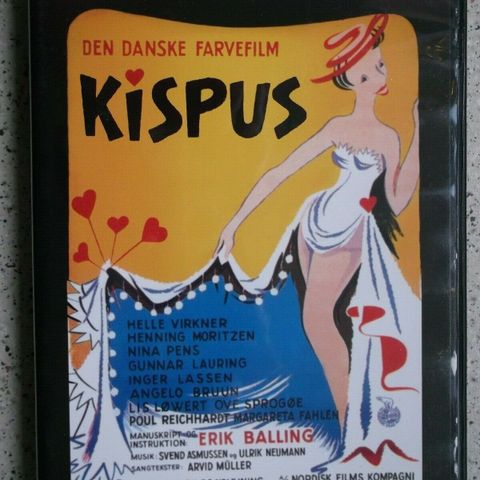 DEN DANSKE FARVEFILM
KiSPUS
HELLE VIRKNER
HENNING MORITZEN
NINA PENS
GUNNAR LAURING
INGER LASSEN
ANGELO BRUUN
LIS LØWERT OVE SPROGØE
POUL REICHHARDT MARGARETA FAHLEN
MANUSKRIPT OG
INSTRUKTION: ERIK BALLING
MUSIK: SVEND ASMUSSEN OG ULRIK NEUMANN
SANGTEKSTER: ARVID MÜLLER
A/S NORDISK FILMS KOMPAGNI